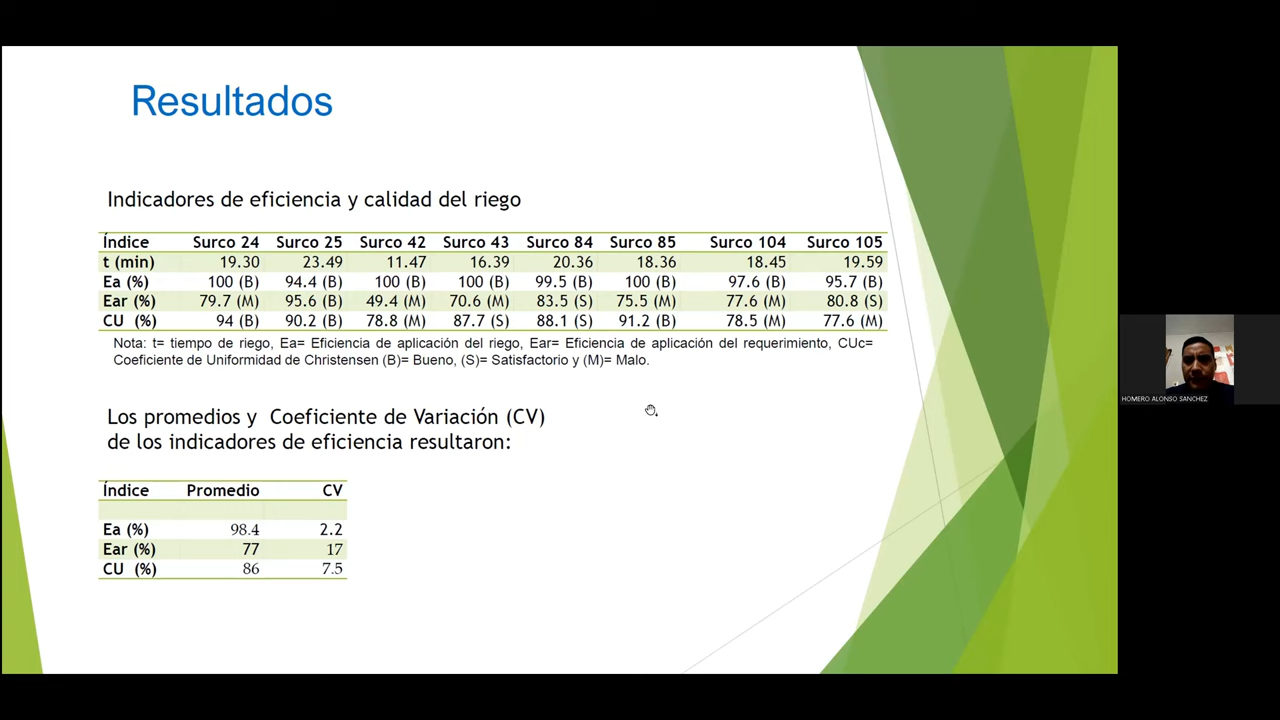 Resultados
Indicadores de eficiencia y calidad del riego
Índice Surco 24 Surco 25 Surco 42 Surco 43 Surco 84 Surco 85 Surco 104 Surco 105
t (min) 19.30 23.49 11.47 16.39 20.36 18.36 18.45 19.59
Ea (%) 100 (B) 94.4 (B) 100 (B) 100 (B) 99.5 (B) 100 (B) 97.6 (B) 95.7 (B)
Ear (%) 79.7 (M) 95.6 (B) 49.4 (M) 70.6 (M) 83.5 (S) 75.5 (M) 77.6 (M) 80.8 (S)
CU (%) 94 (B) 90.2 (B) 78.8 (M) 87.7 (S) 88.1 (S) 91.2 (B) 78.5 (M) 77.6 (M)
Nota: t= tiempo de riego, Ea= Eficiencia de aplicación del riego, Ear= Eficiencia de aplicación del requerimiento, CUc=
Coeficiente de Uniformidad de Christensen (B)= Bueno, (S)= Satisfactorio y (M)= Malo.
Los promedios y Coeficiente de Variación (CV)
de los indicadores de eficiencia resultaron:
Índice Promedio CV
Ea (%) 98.4 2.2
Ear (%) 77 17
CU (%) 86 7.5
HOMERO ALONSO SANCHEZ